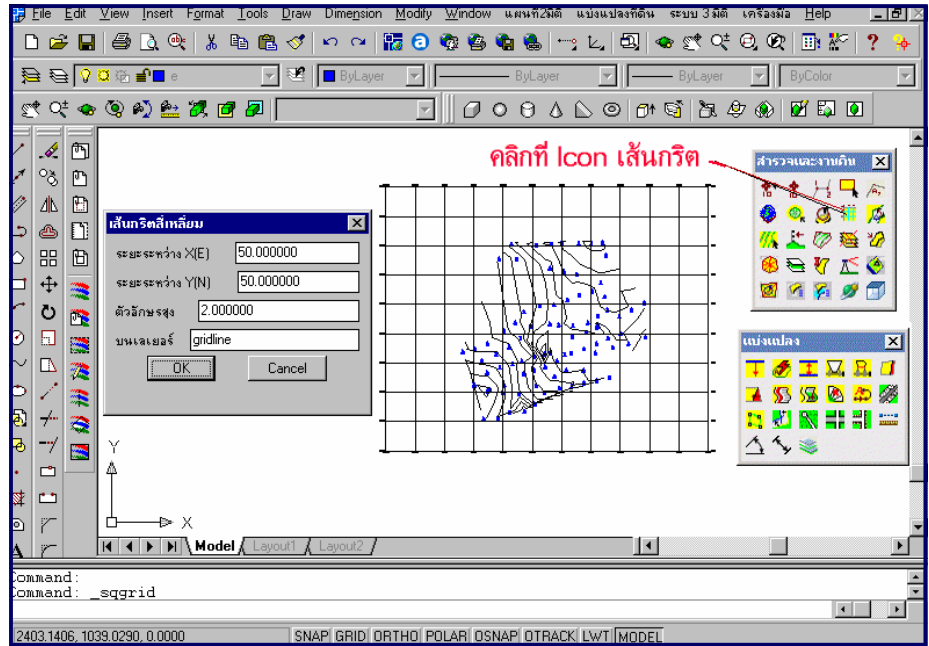 File Edit View Insert Format Tools Draw Dimension Modify Window แผนที่2มิติ แบ่งแปลงที่ดิน ระบบ 3 มิติ เครื่องมือ Help
e ByLayer ByLayer ByLayer ByColor
คลิกที่ Icon เส้นกริต
สำรวจและงานดิน
เส้นกริตสี่เหลี่ยม
ระยะระหว่าง X(E) 50.000000
ระยะระหว่าง Y(N) 50.000000
ตัวอักษรสูง 2.000000
บนเลเยอร์ gridline
OK Cancel
แบ่งแปลง
Y
X
Model Layout1 Layout2
Command:
Command: _sqgrid
2403.1406, 1039.0290, 0.0000 SNAP GRID ORTHO POLAR OSNAP OTRACK LWT MODEL